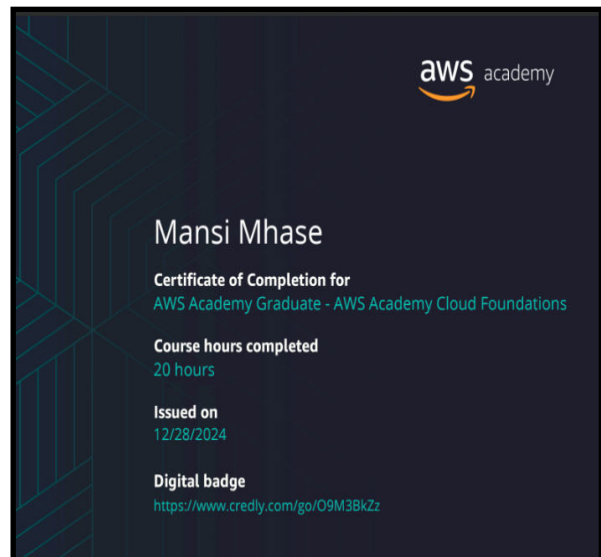 aws academy
Mansi Mhase
Certificate of Completion for
AWS Academy Graduate - AWS Academy Cloud Foundations
Course hours completed
20 hours
Issued on
12/28/2024
Digital badge
https://www.credly.com/go/O9M3BkZz